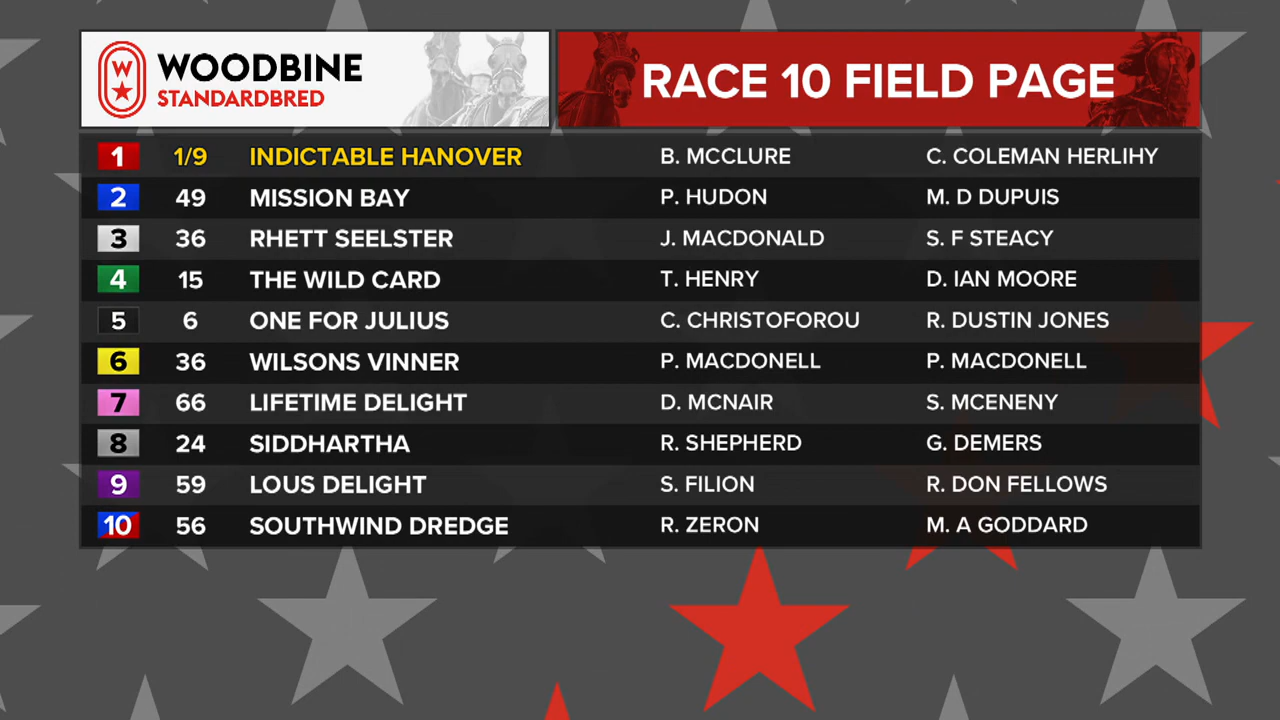 W
WOODBINE
STANDARDBRED
RACE 10 FIELD PAGE
1 1/9 INDICTABLE HANOVER B. MCCLURE C. COLEMAN HERLIHY
2 49 MISSION BAY P. HUDON M. D DUPUIS
3 36 RHETT SEELSTER J. MACDONALD S. F STEACY
4 15 THE WILD CARD T. HENRY D. IAN MOORE
5 6 ONE FOR JULIUS C. CHRISTOFOROU R. DUSTIN JONES
6 36 WILSONS VINNER P. MACDONELL P. MACDONELL
7 66 LIFETIME DELIGHT D. MCNAIR S. MCENENY
8 24 SIDDHARTHA R. SHEPHERD G. DEMERS
9 59 LOUS DELIGHT S. FILION R. DON FELLOWS
10 56 SOUTHWIND DREDGE R. ZERON M. A GODDARD